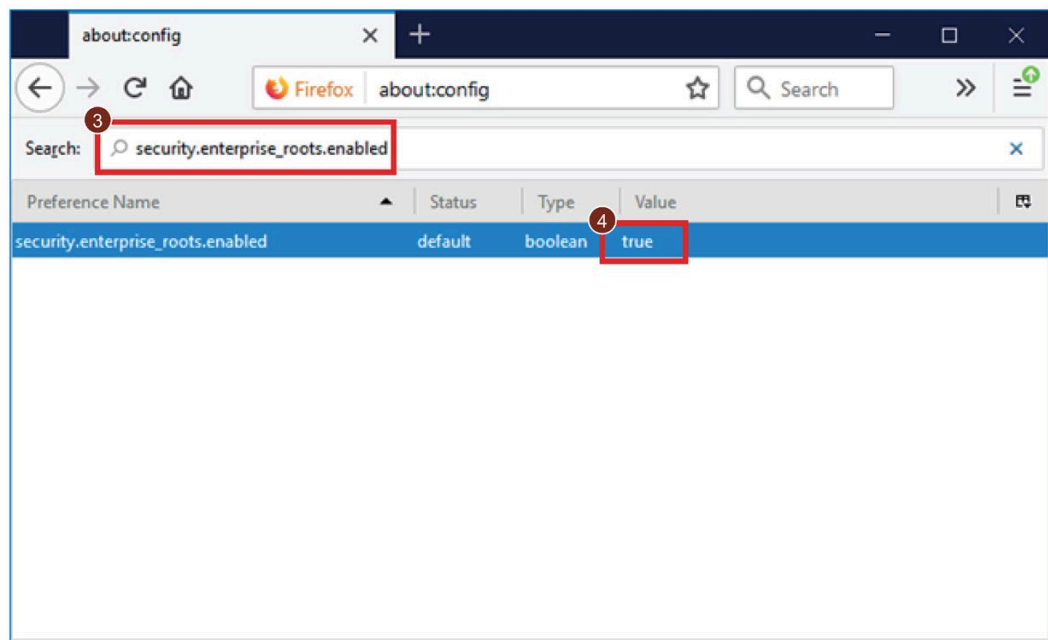 about:config
Firefox about:config Search
3
Search: security.enterprise_roots.enabled
Preference Name Status Type Value
4
security.enterprise_roots.enabled default boolean true